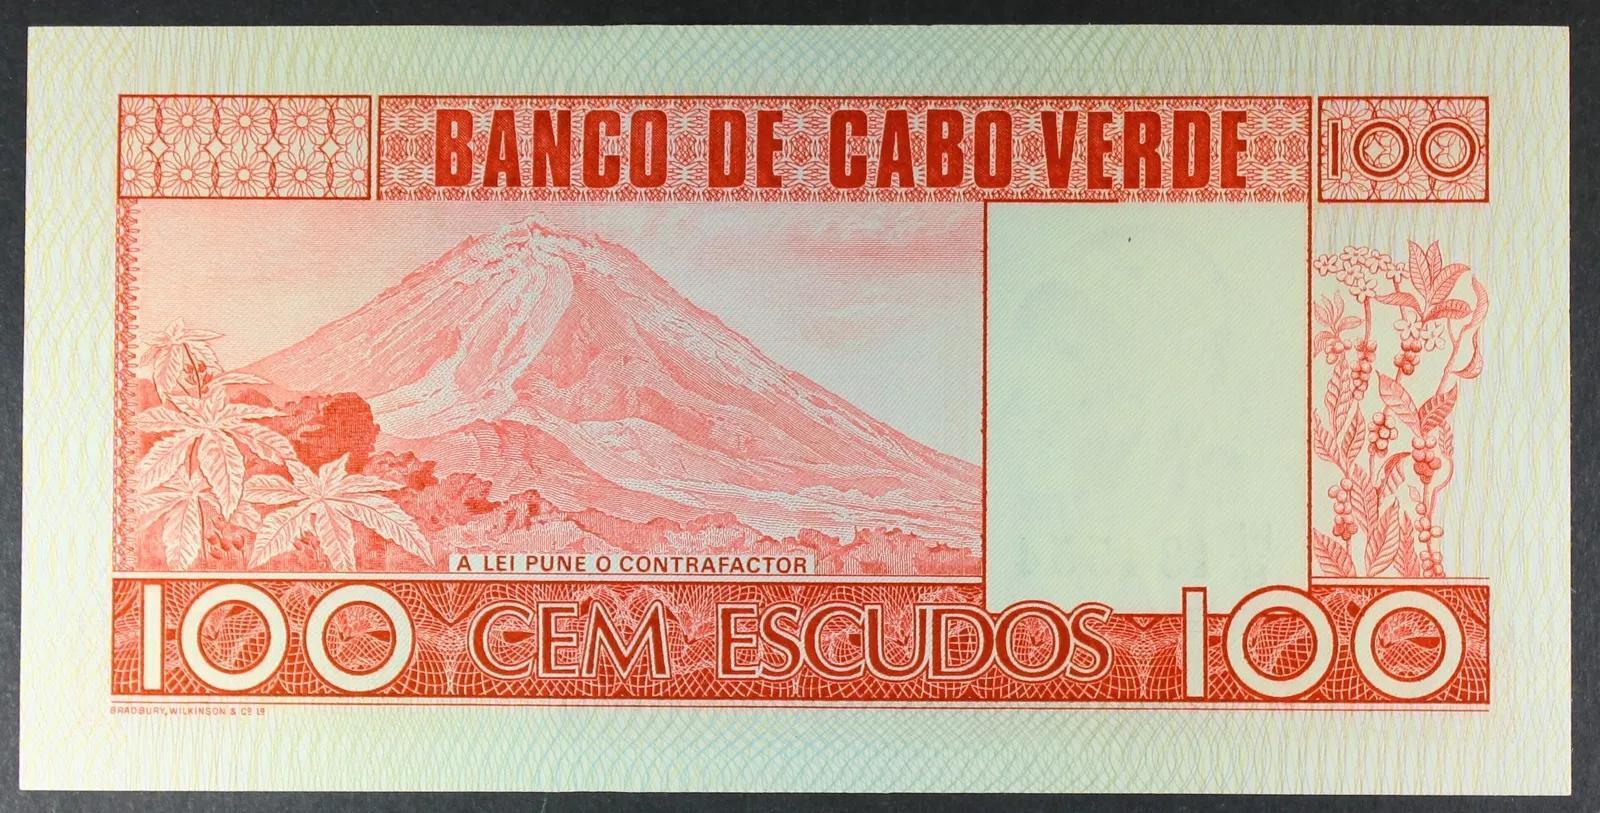 BANCO DE CABO VERDE
100
A LEI PUNE O CONTRAFACTOR
100 CEM ESCUDOS 100
BRADBURY, WILKINSON & Cº Lº